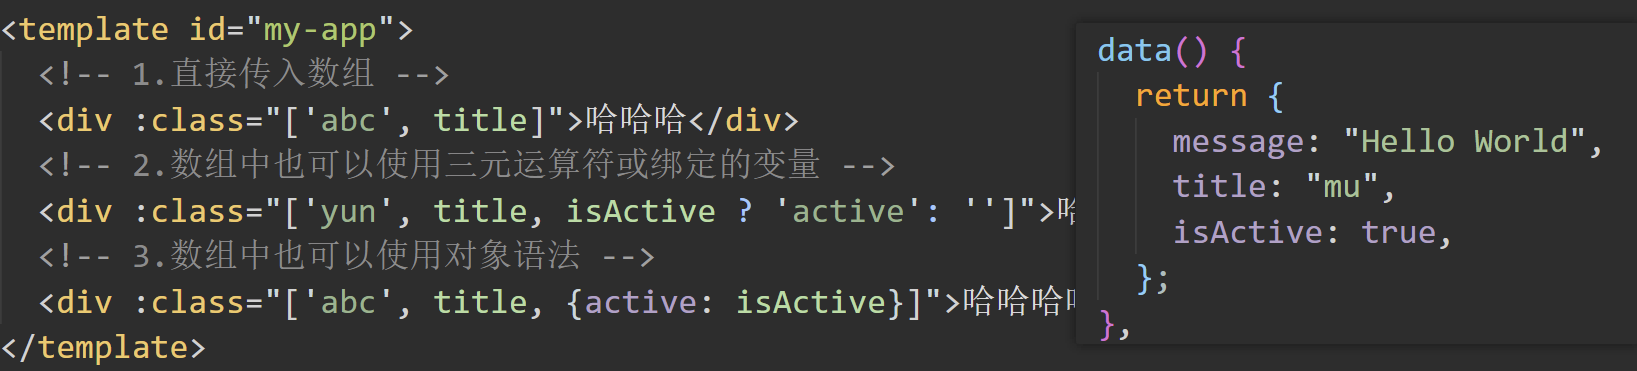 <template id="my-app">
<!-- 1.直接传入数组 -->
<div :class="['abc', title]">哈哈哈</div>
<!-- 2.数组中也可以使用三元运算符或绑定的变量 -->
<div :class="['yun', title, isActive ? 'active': '']">
<!-- 3.数组中也可以使用对象语法 -->
<div :class="['abc', title, {active: isActive}]">哈哈哈
</template>
data() {
return {
message: "Hello World",
title: "mu",
isActive: true,
};
},